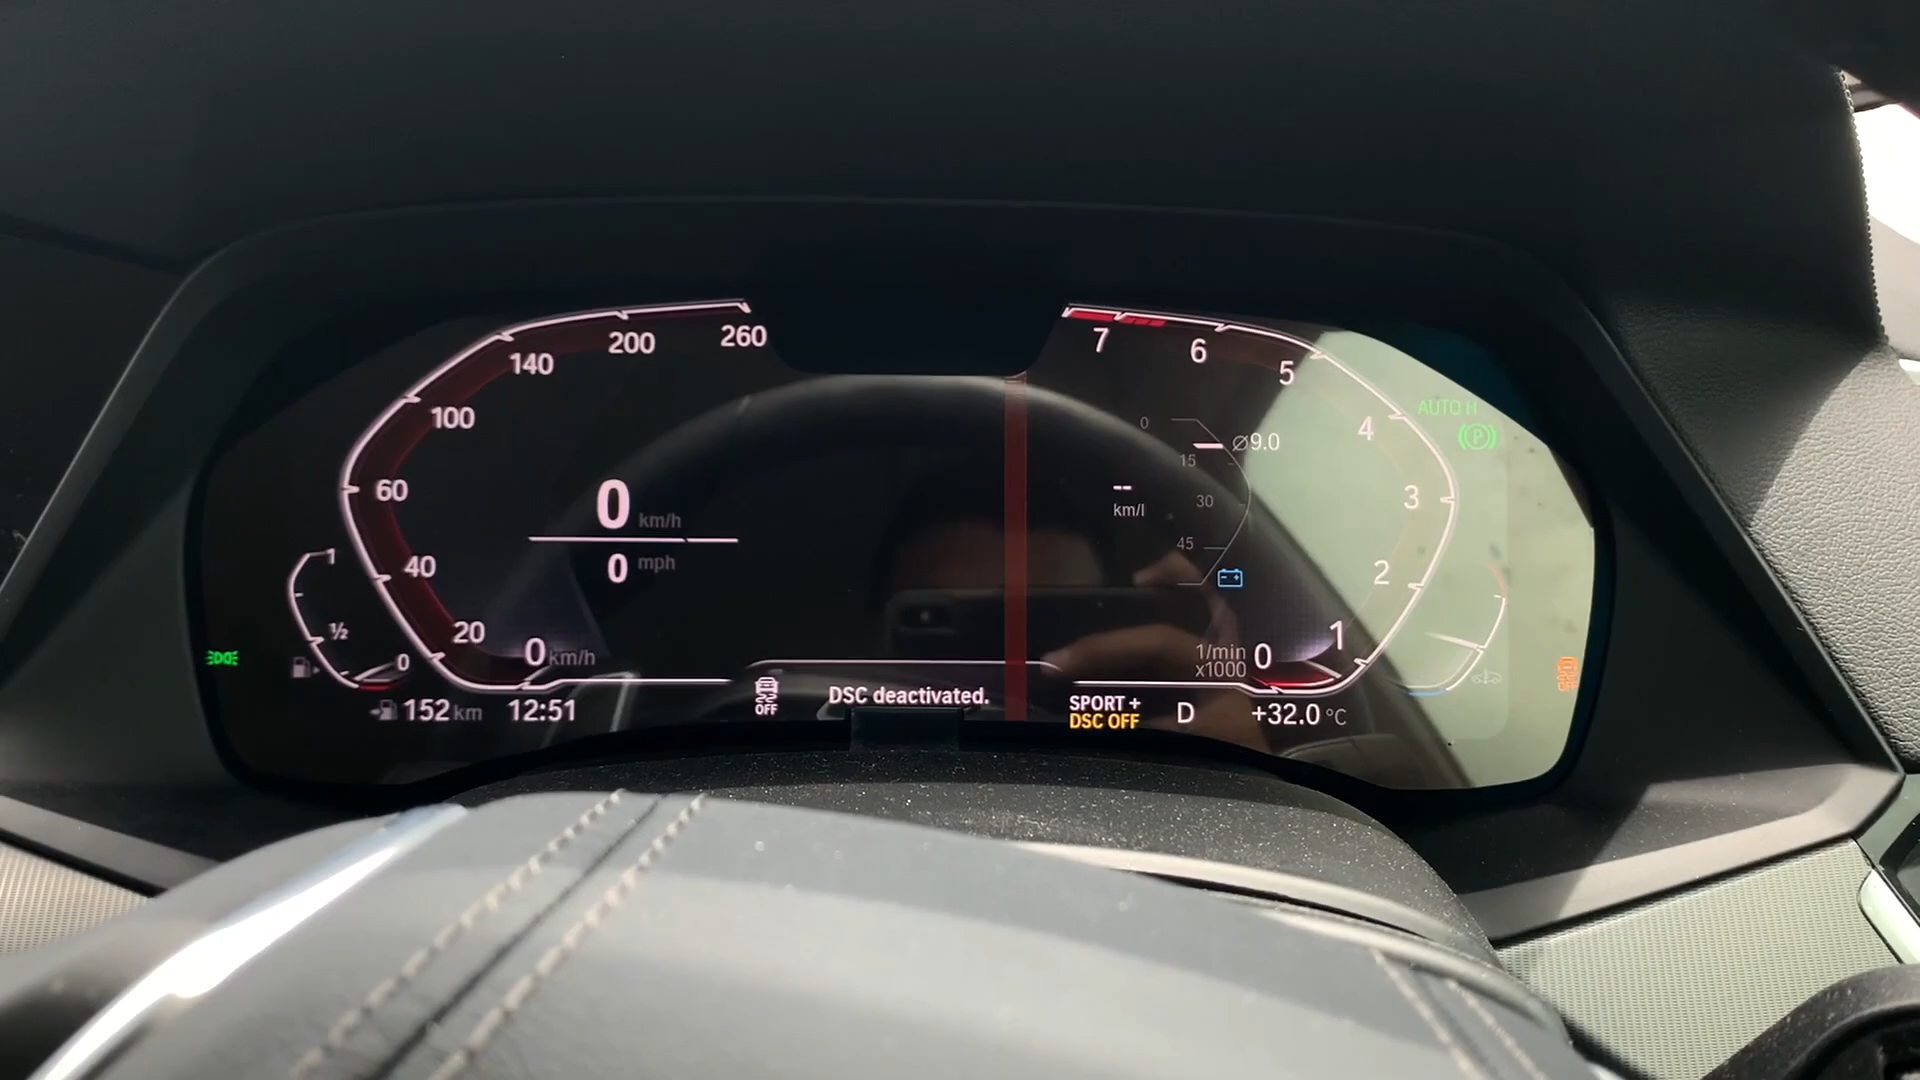 260
200
140
100
60
40
20
0 km/h
0 km/h
0 mph
1
½
0
152 km
12:51
OFF
DSC deactivated.
SPORT +
DSC OFF
D
+32.0 °C
7
6
5
4
3
2
1
0
1/min
x1000
0
15
30
45
∅9.0
--
km/l
AUTO H
P